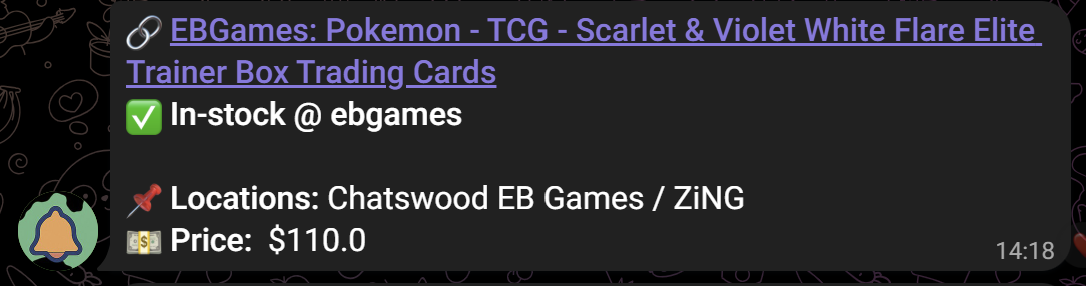 EBGames: Pokemon - TCG - Scarlet & Violet White Flare Elite
Trainer Box Trading Cards
In-stock @ ebgames
Locations: Chatswood EB Games / ZiNG
Price: $110.0
14:18